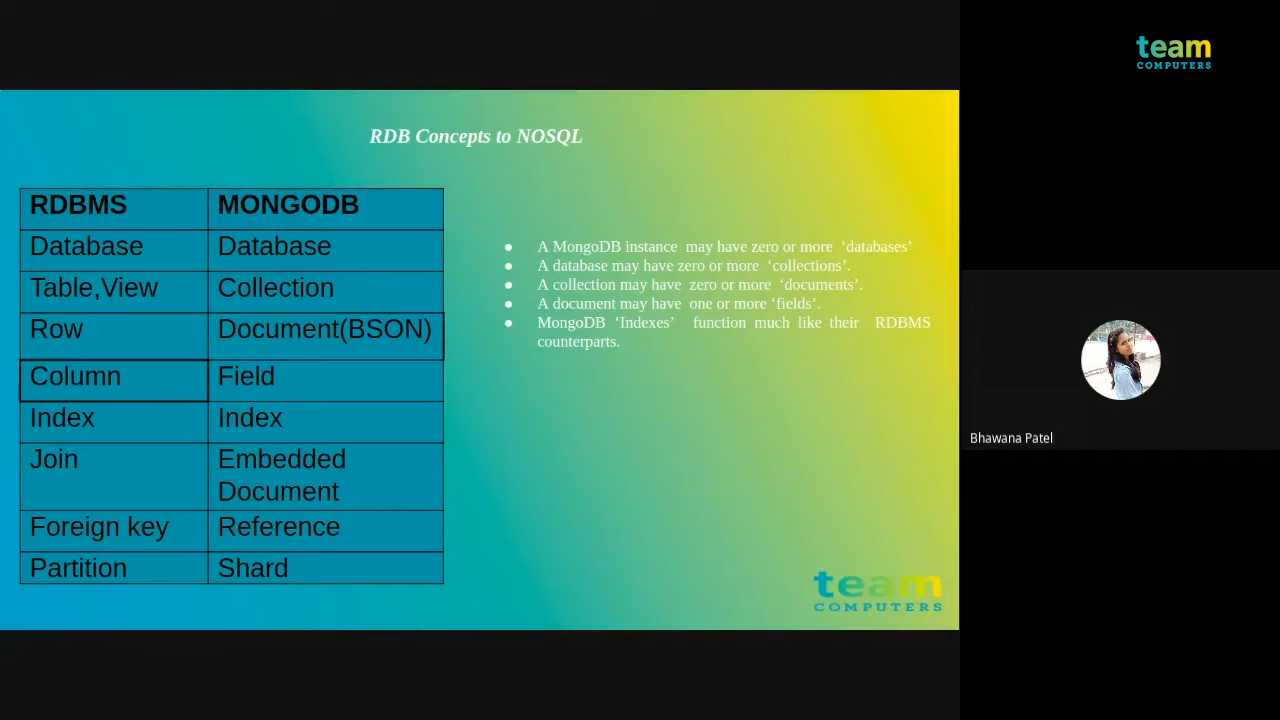 team
COMPUTERS
RDB Concepts to NOSQL
RDBMS MONGODB
Database Database
Table,View Collection
Row Document(BSON)
Column Field
Index Index
Join Embedded
Document
Foreign key Reference
Partition Shard
● A MongoDB instance may have zero or more ‘databases’
● A database may have zero or more ‘collections’.
● A collection may have zero or more ‘documents’.
● A document may have one or more ‘fields’.
● MongoDB ‘Indexes’ function much like their RDBMS
counterparts.
team
COMPUTERS
Bhawana Patel